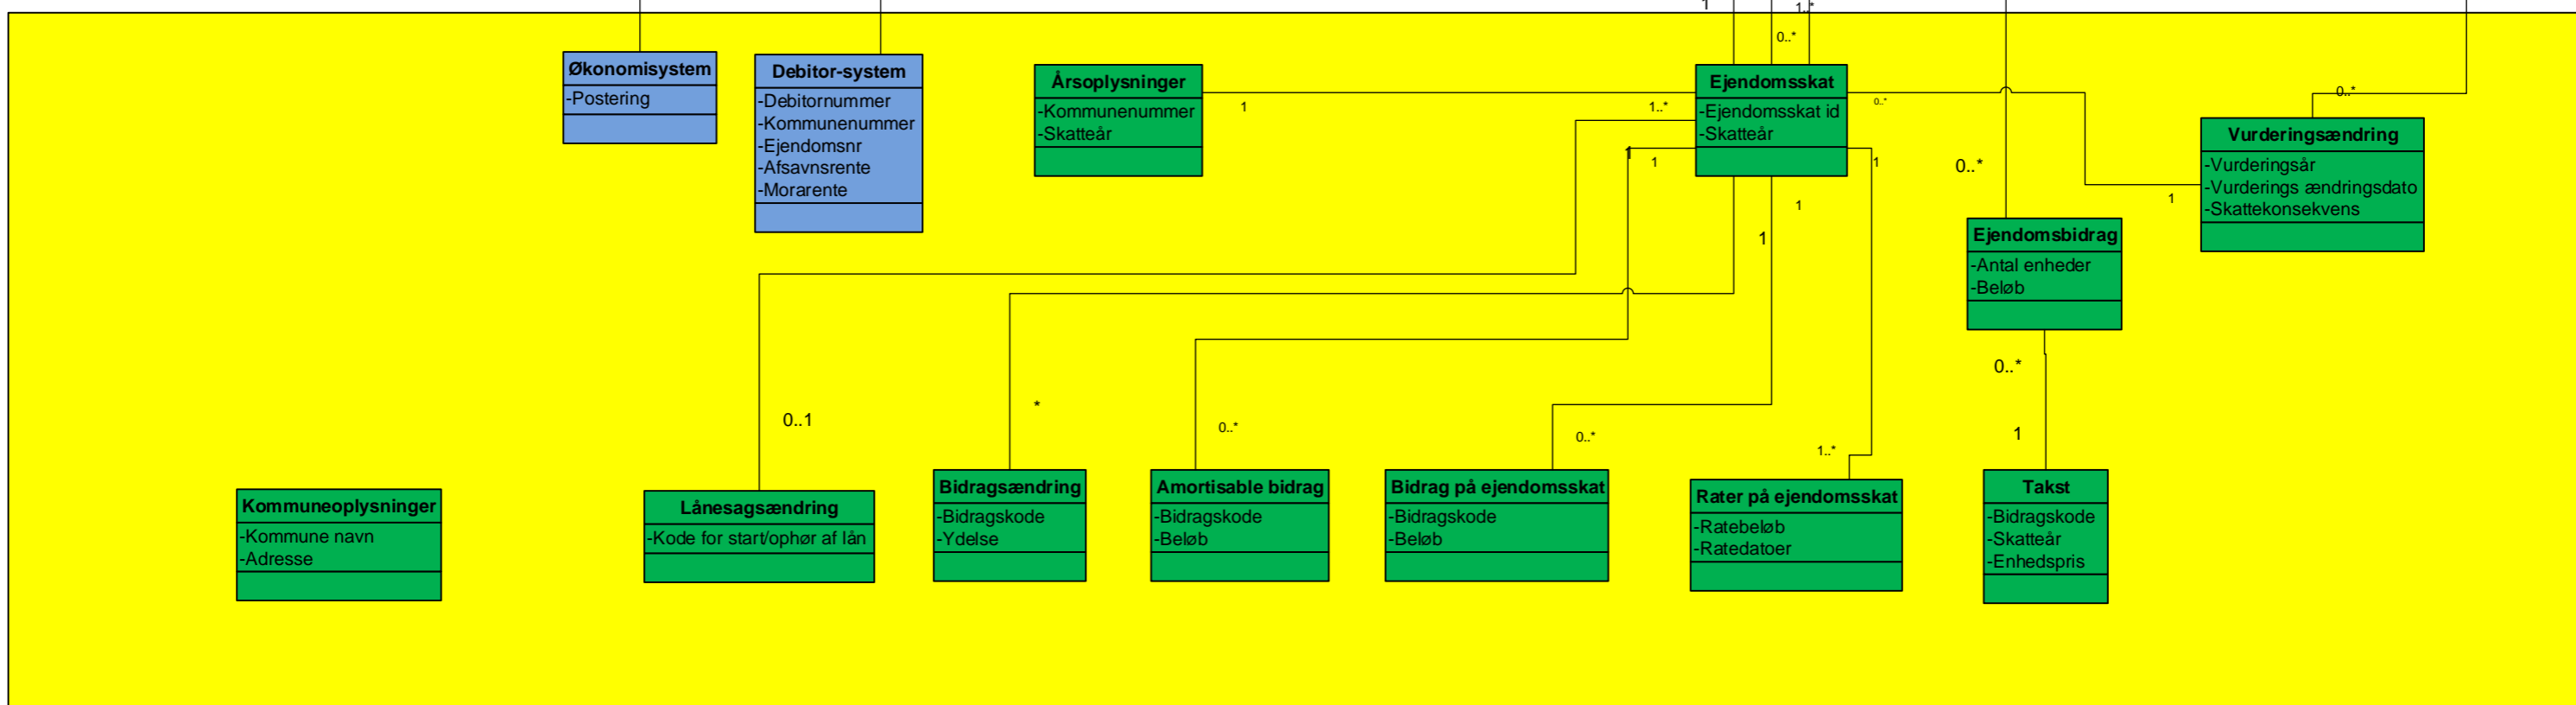 1
1..*
0..*
Økonomisystem
-Postering
Debitor-system
-Debitornummer
-Kommunenummer
-Ejendomsnr
-Afsavnsrente
-Morarente
Årsoplysninger
-Kommunenummer
-Skatteår
1
1..*
Ejendomsskat
-Ejendomsskat id
-Skatteår
0..*
1
1
1
1
1
0..*
Vurderingsændring
-Vurderingsår
-Vurderings ændringsdato
-Skattekonsekvens
1
0..*
Ejendomsbidrag
-Antal enheder
-Beløb
0..*
1
0..1
*
0..*
0..*
1..*
Kommuneoplysninger
-Kommune navn
-Adresse
Lånesagsændring
-Kode for start/ophør af lån
Bidragsændring
-Bidragskode
-Ydelse
Amortisable bidrag
-Bidragskode
-Beløb
Bidrag på ejendomsskat
-Bidragskode
-Beløb
Rater på ejendomsskat
-Ratebeløb
-Ratedatoer
Takst
-Bidragskode
-Skatteår
-Enhedspris